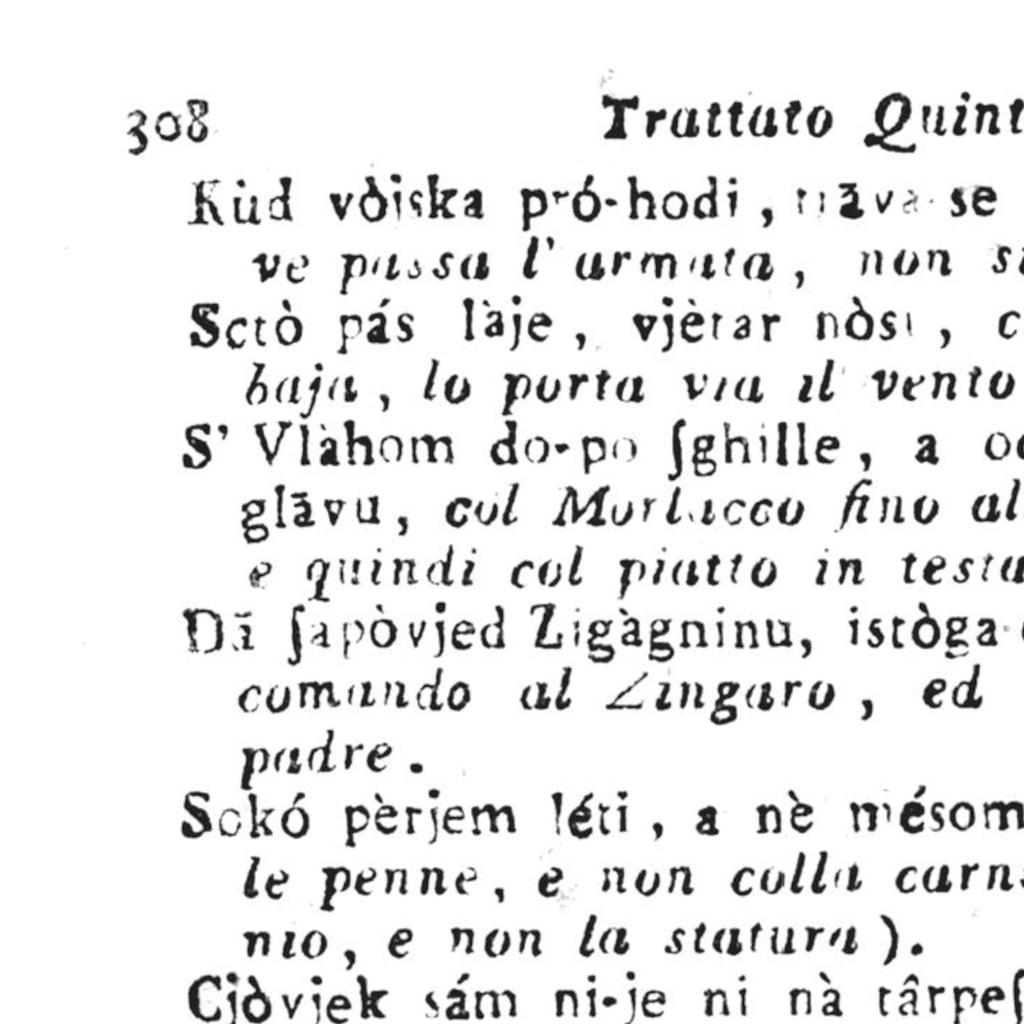 308 Trattato Quint
Kùd vòiska pró-hodi, trāva se
ve passa l' armata, non
Sctò pás làje, vjètar nòsi, c
baja, lo porta via il vento
S' Vlàhom do-po ſghille, a
glāvu, col Morlacco fino al
e quindi col piatto in testa
Dā ſapòvjed Zigàgninu, istòga
comando al Zingaro, ed
padre.
Sokó pèrjem léti, a nè mésom
le penne, e non colla carn
nio, e non la statura).
Cjòvjek sám ni-je ni nà târpeſ